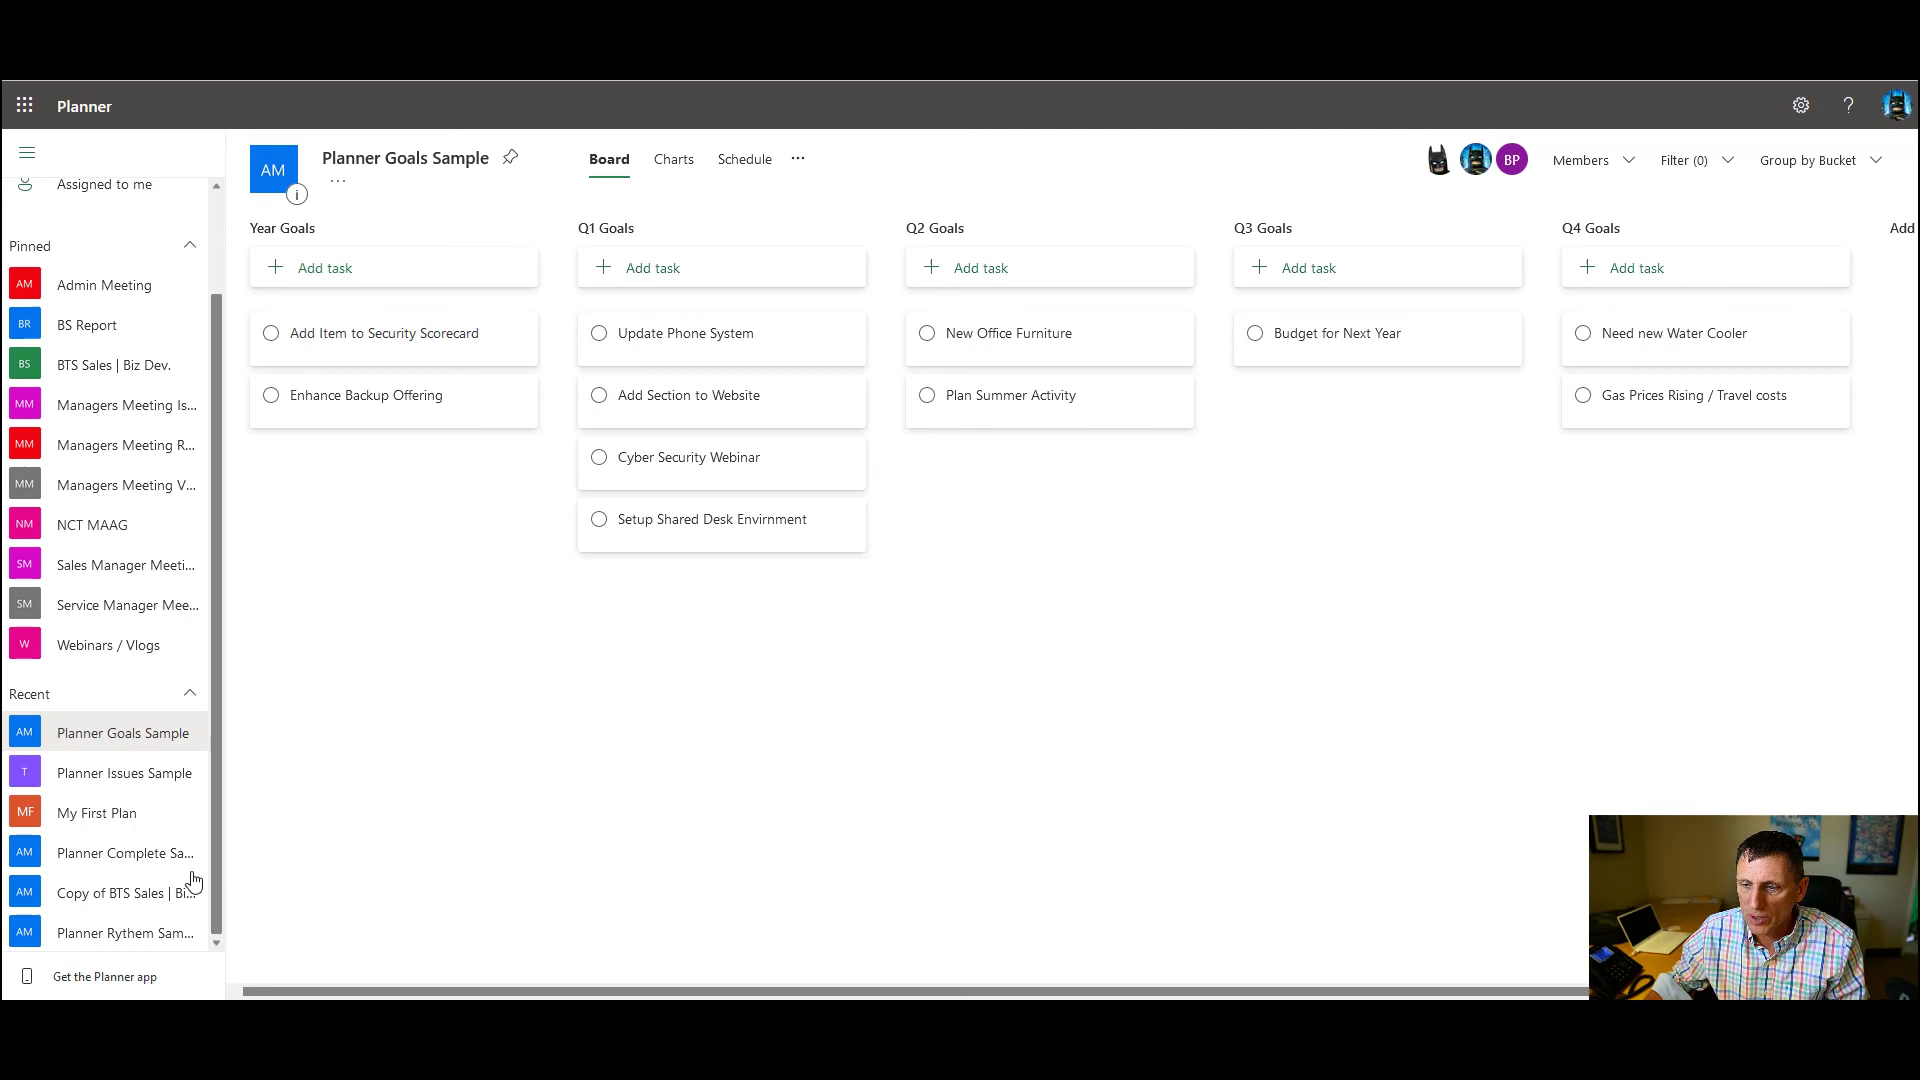 Planner
Assigned to me
Pinned
AM Admin Meeting
BR BS Report
BS BTS Sales | Biz Dev.
MM Managers Meeting Is...
MM Managers Meeting R...
MM Managers Meeting V...
NM NCT MAAG
SM Sales Manager Meeti...
SM Service Manager Mee...
W Webinars / Vlogs
Recent
AM Planner Goals Sample
T Planner Issues Sample
MF My First Plan
AM Planner Complete Sa...
AM Copy of BTS Sales | Bi...
AM Planner Rythem Sam...
Get the Planner app
AM
Planner Goals Sample
Board Charts Schedule ...
BP Members Filter (0) Group by Bucket
Year Goals
Add task
Add Item to Security Scorecard
Enhance Backup Offering
Q1 Goals
Add task
Update Phone System
Add Section to Website
Cyber Security Webinar
Setup Shared Desk Envirnment
Q2 Goals
Add task
New Office Furniture
Plan Summer Activity
Q3 Goals
Add task
Budget for Next Year
Q4 Goals
Add task
Need new Water Cooler
Gas Prices Rising / Travel costs
Add